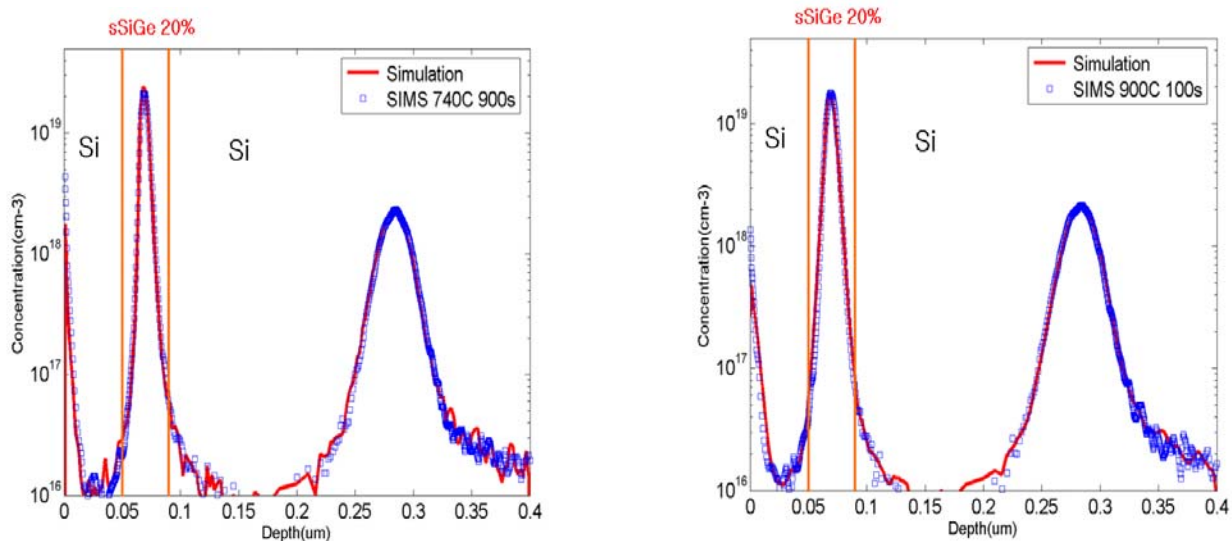 sSiGe 20%
Simulation
SIMS 740C 900s
Si
Si
Concentration(cm-3)
10^19
10^18
10^17
10^16
0 0.05 0.1 0.15 0.2 0.25 0.3 0.35 0.4
Depth(um)
sSiGe 20%
Simulation
SIMS 900C 100s
Si
Si
Concentration(cm-3)
10^19
10^18
10^17
10^16
0 0.05 0.1 0.15 0.2 0.25 0.3 0.35 0.4
Depth(um)